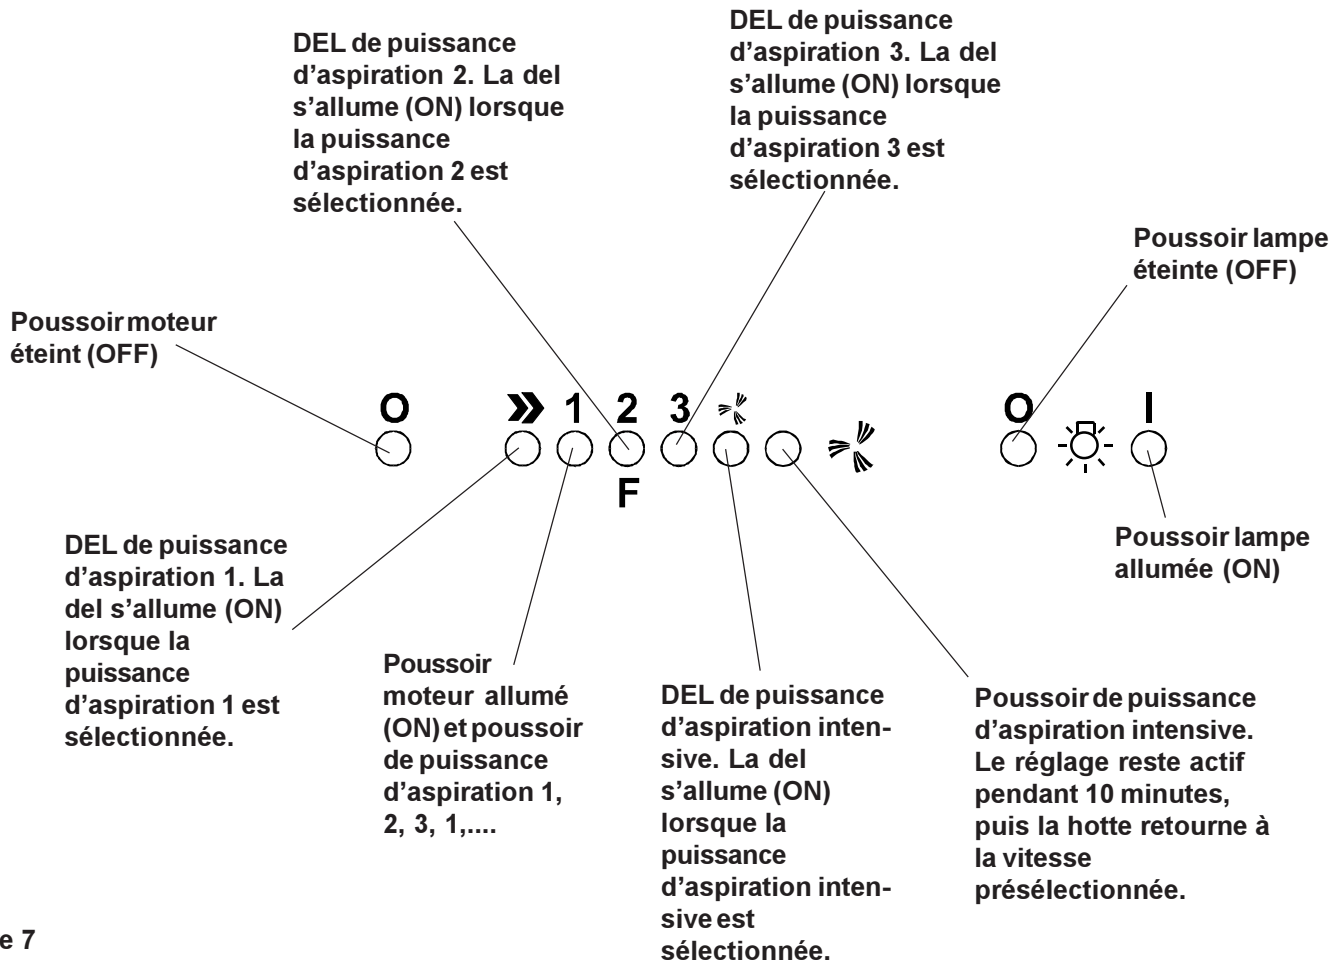 DEL de puissance
d’aspiration 2. La del
s’allume (ON) lorsque
la puissance
d’aspiration 2 est
sélectionnée.
DEL de puissance
d’aspiration 3. La del
s’allume (ON) lorsque
la puissance
d’aspiration 3 est
sélectionnée.
Poussoir lampe
éteinte (OFF)
Poussoir moteur
éteint (OFF)
O 1 2 3 O I
F
DEL de puissance
d’aspiration 1. La
del s’allume (ON)
lorsque la
puissance
d’aspiration 1 est
sélectionnée.
Poussoir
moteur allumé
(ON) et poussoir
de puissance
d’aspiration 1,
2, 3, 1,....
DEL de puissance
d’aspiration inten-
sive. La del
s’allume (ON)
lorsque la
puissance
d’aspiration inten-
sive est
sélectionnée.
Poussoir de puissance
d’aspiration intensive.
Le réglage reste actif
pendant 10 minutes,
puis la hotte retourne à
la vitesse
présélectionnée.
Poussoir lampe
allumée (ON)
e 7